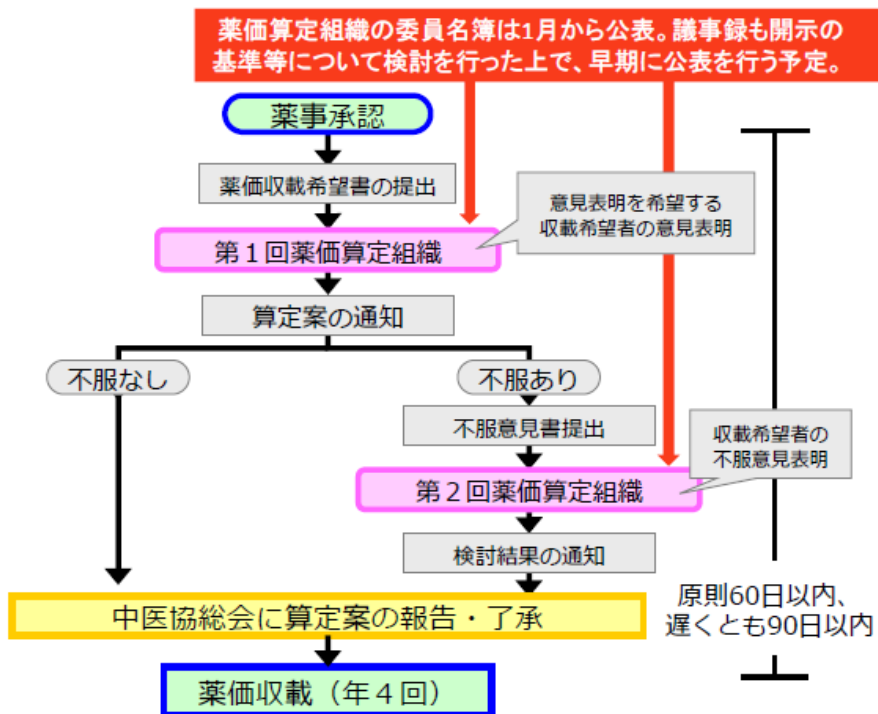 薬価算定組織の委員名簿は1月から公表。議事録も開示の
基準等について検討を行った上で、早期に公表を行う予定。
薬事承認
薬価収載希望書の提出
意見表明を希望する
収載希望者の意見表明
第1回薬価算定組織
算定案の通知
不服なし
不服あり
不服意見書提出
収載希望者の
不服意見表明
第2回薬価算定組織
検討結果の通知
原則60日以内、
遅くとも90日以内
中医協総会に算定案の報告・了承
薬価収載（年4回）